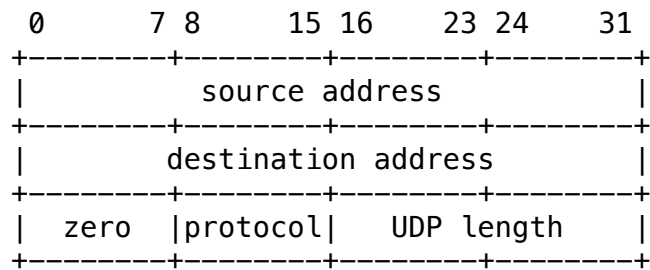 0      7 8     15 16    23 24    31
+--------+--------+--------+--------+
|          source address           |
+--------+--------+--------+--------+
|        destination address        |
+--------+--------+--------+--------+
|  zero  |protocol|   UDP length    |
+--------+--------+--------+--------+